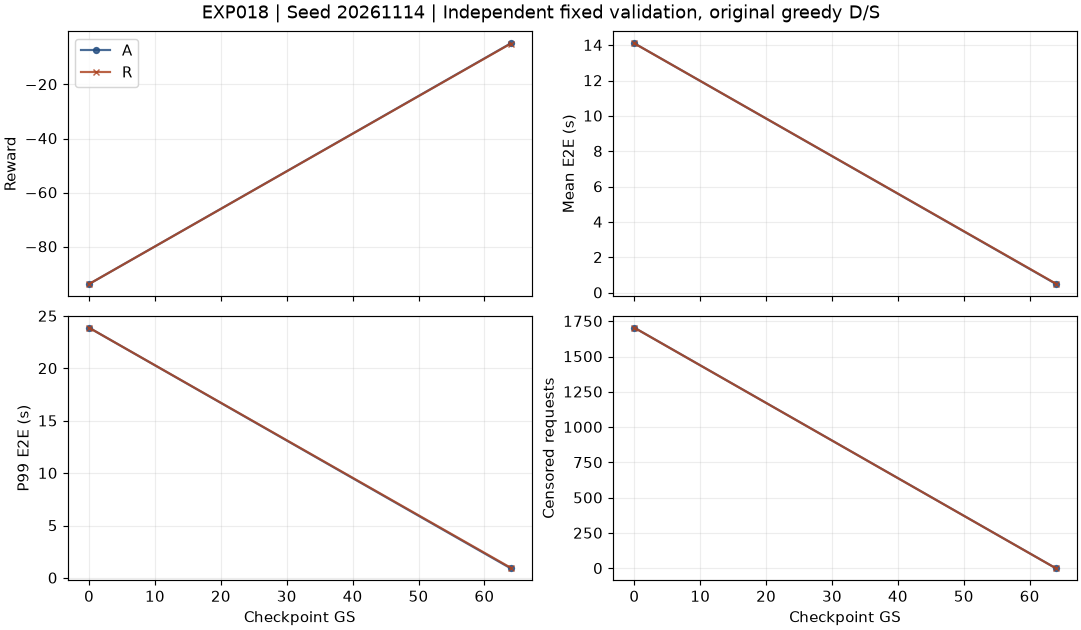 EXP018 | Seed 20261114 | Independent fixed validation, original greedy D/S
A
R
Reward
−20
−40
−60
−80
Mean E2E (s)
14
12
10
8
6
4
2
0
P99 E2E (s)
25
20
15
10
5
0
0 10 20 30 40 50 60
Checkpoint GS
Censored requests
1750
1500
1250
1000
750
500
250
0
0 10 20 30 40 50 60
Checkpoint GS